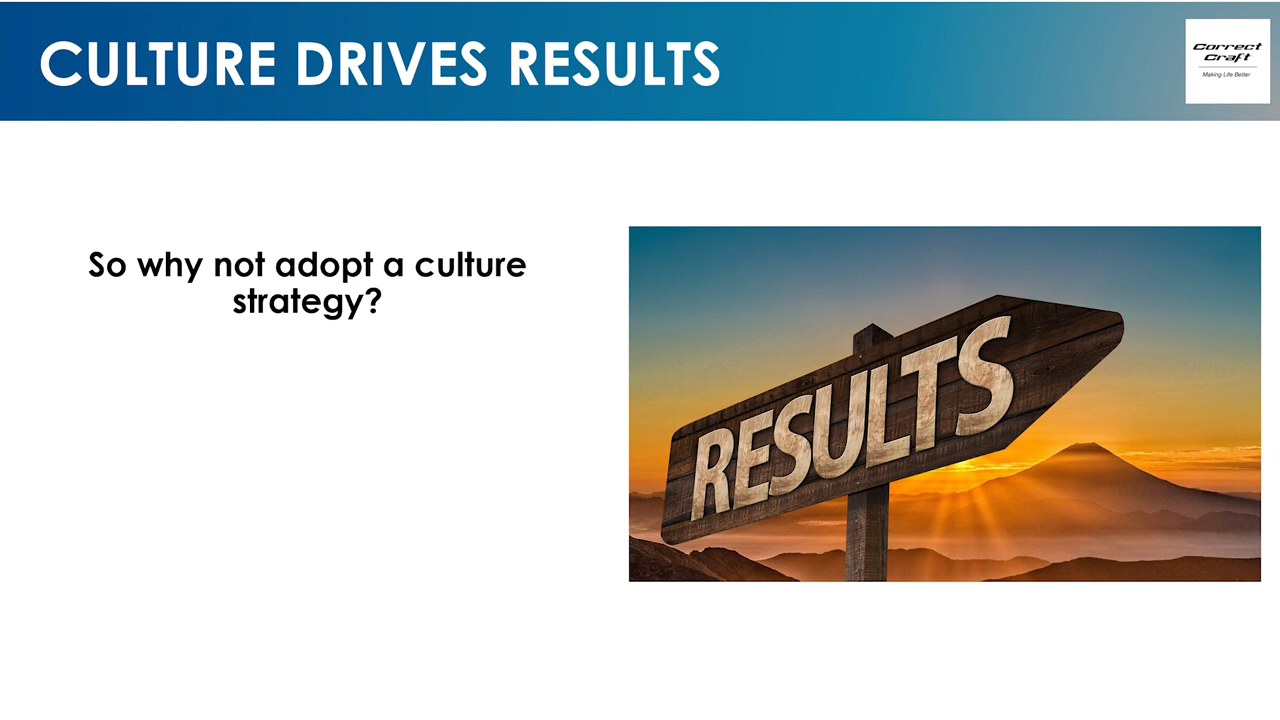 CULTURE DRIVES RESULTS
Correct
Craft
Making Life Better
So why not adopt a culture
strategy?
RESULTS